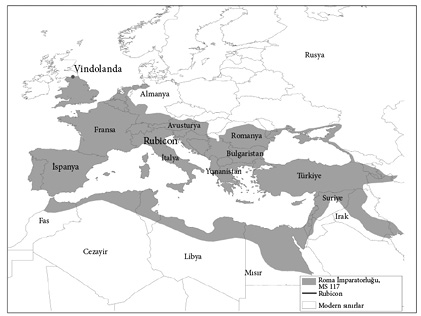 Rusya
Vindolanda
Almanya
Fransa
Avusturya
Romanya
Rubicon
İtalya
Bulgaristan
İspanya
Yunanistan
Türkiye
Suriye
Irak
Fas
Cezayir
Libya
Mısır
Roma İmparatorluğu,
MS 117
Rubicon
Modern sınırlar